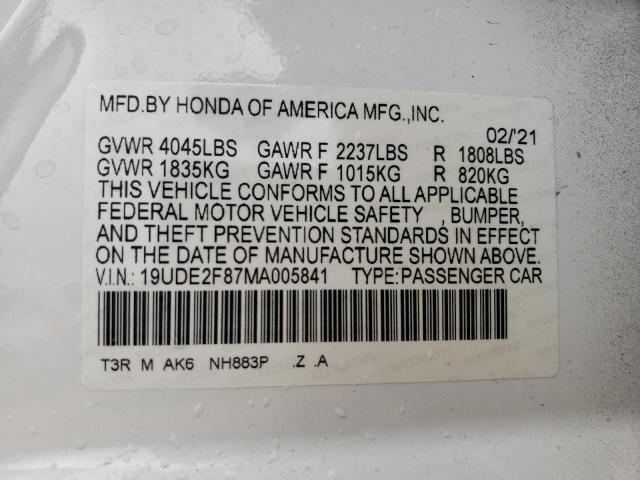 MFD.BY HONDA OF AMERICA MFG.,INC.
02/'21
GVWR 4045LBS GAWR F 2237LBS R 1808LBS
GVWR 1835KG GAWR F 1015KG R 820KG
THIS VEHICLE CONFORMS TO ALL APPLICABLE
FEDERAL MOTOR VEHICLE SAFETY , BUMPER,
AND THEFT PREVENTION STANDARDS IN EFFECT
ON THE DATE OF MANUFACTURE SHOWN ABOVE.
V.I.N.: 19UDE2F87MA005841 TYPE:PASSENGER CAR
T3R M AK6 NH883P .Z .A